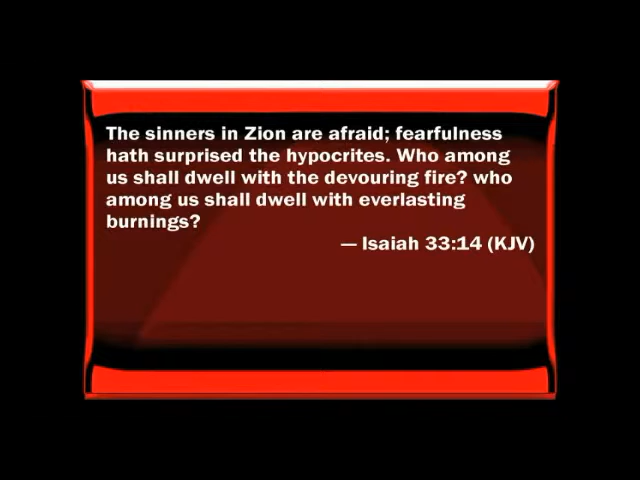 The sinners in Zion are afraid; fearfulness
hath surprised the hypocrites. Who among
us shall dwell with the devouring fire? who
among us shall dwell with everlasting
burnings?
— Isaiah 33:14 (KJV)